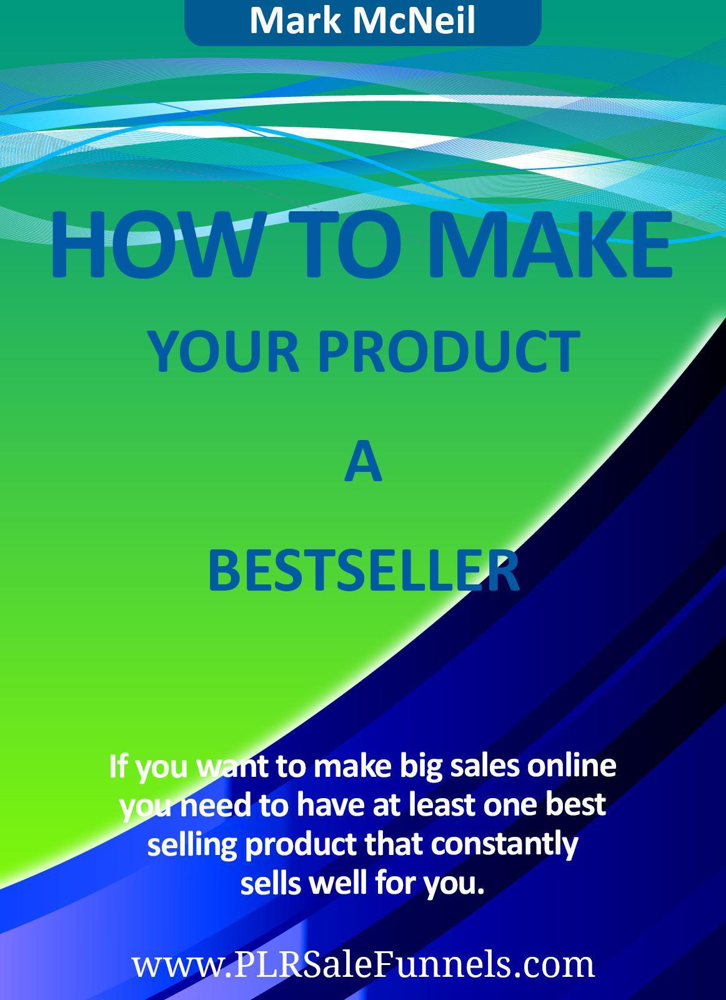 Mark McNeil
HOW TO MAKE
YOUR PRODUCT
A
BESTSELLER
If you want to make big sales online
you need to have at least one best
selling product that constantly
sells well for you.
www.PLRSaleFunnels.com